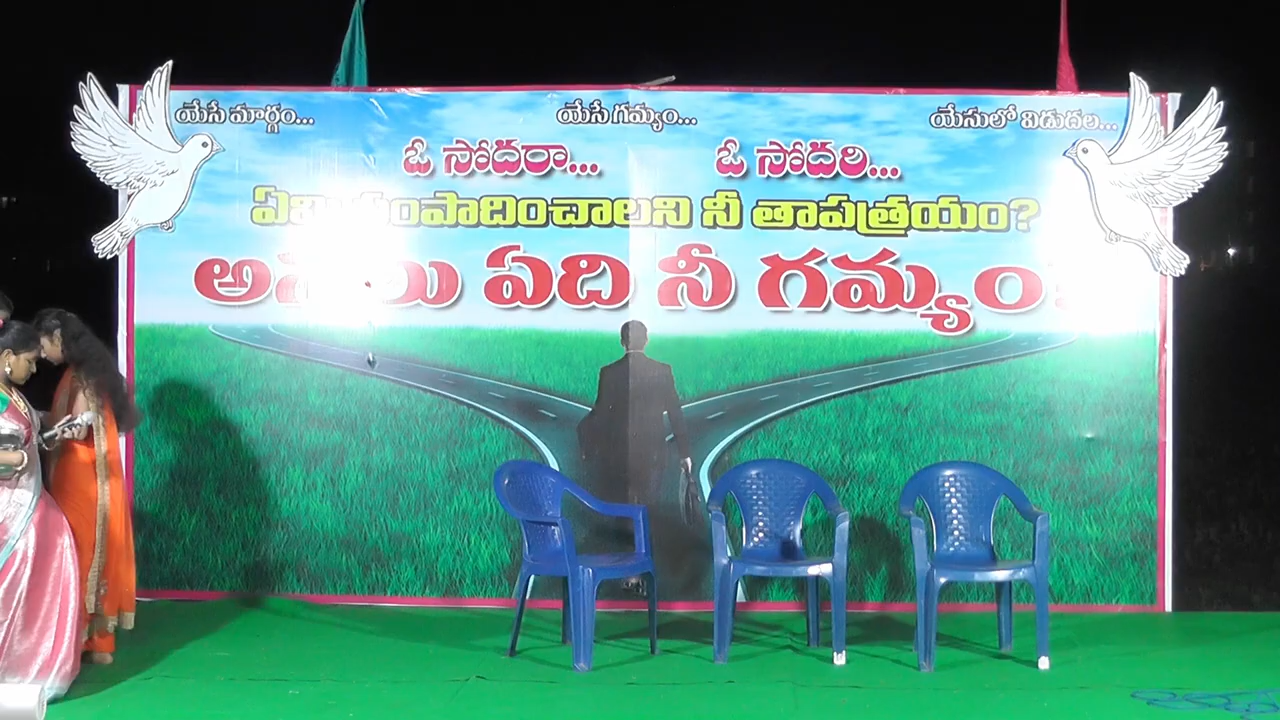 యేసే మార్గం... యేసే గమ్యం... యేసులో విడుదల...
ఓ సోదరా... ఓ సోదరి...
నీ తాపత్రయం?
ఏది నీ గమ్యం